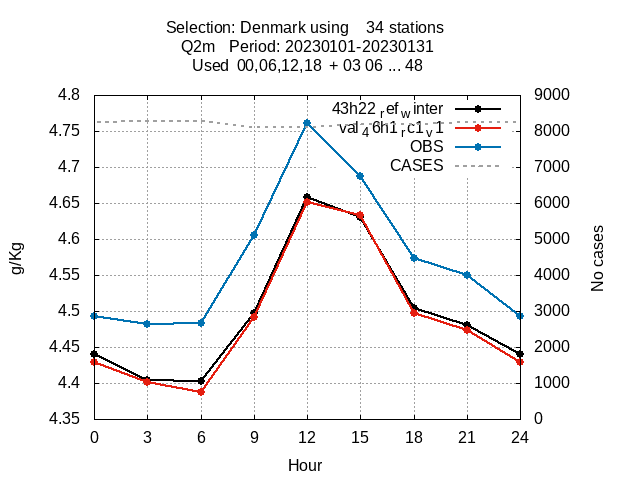 Selection: Denmark using    34 stations
Q2m   Period: 20230101-20230131
Used  00,06,12,18  + 03 06 ... 48
4.8
4.75
4.7
4.65
4.6
4.55
4.5
4.45
4.4
4.35
9000
8000
7000
6000
5000
4000
3000
2000
1000
0
43h22refwinter
val46h1rc1v1
OBS
CASES
g/Kg
No cases
0 3 6 9 12 15 18 21 24
Hour